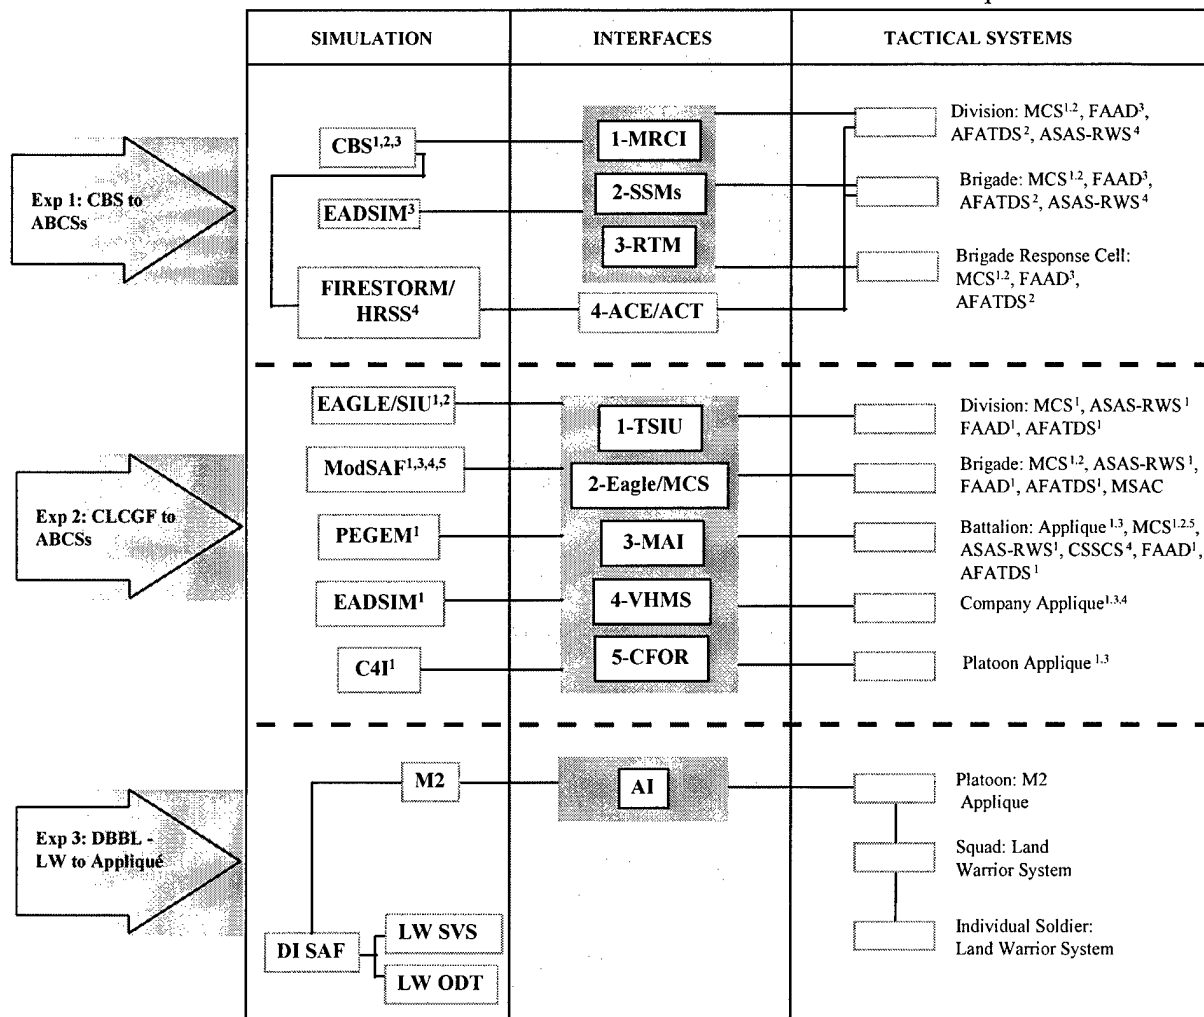 SIMULATION
INTERFACES
TACTICAL SYSTEMS
Exp 1: CBS to
ABCSs
CBS1,2,3
EADSIM3
FIRESTORM/
HRSS4
1-MRCI
2-SSMs
3-RTM
4-ACE/ACT
Division: MCS1.2, FAAD3,
AFATDS2, ASAS-RWS4
Brigade: MCS1.2, FAAD3,
AFATDS2, ASAS-RWS4
Brigade Response Cell:
MCS1.2, FAAD3,
AFATDS2
Exp 2: CLCGF to
ABCSs
EAGLE/SIU1,2
ModSAF1,3,4,5
PEGEM1
EADSIM1
C4I1
1-TSIU
2-Eagle/MCS
3-MAI
4-VHMS
5-CFOR
Division: MCS1, ASAS-RWS1
FAAD1, AFATDS1
Brigade: MCS1.2, ASAS-RWS1,
FAAD1, AFATDS1, MSAC
Battalion: Applique1.3, MCS1.2.5,
ASAS-RWS1, CSSCS4, FAAD1,
AFATDS1
Company Applique1.3.4
Platoon Applique1.3
Exp 3: DBBL -
LW to Appliqué
M2
DI SAF
LW SVS
LW ODT
AI
Platoon: M2
Applique
Squad: Land
Warrior System
Individual Soldier:
Land Warrior System